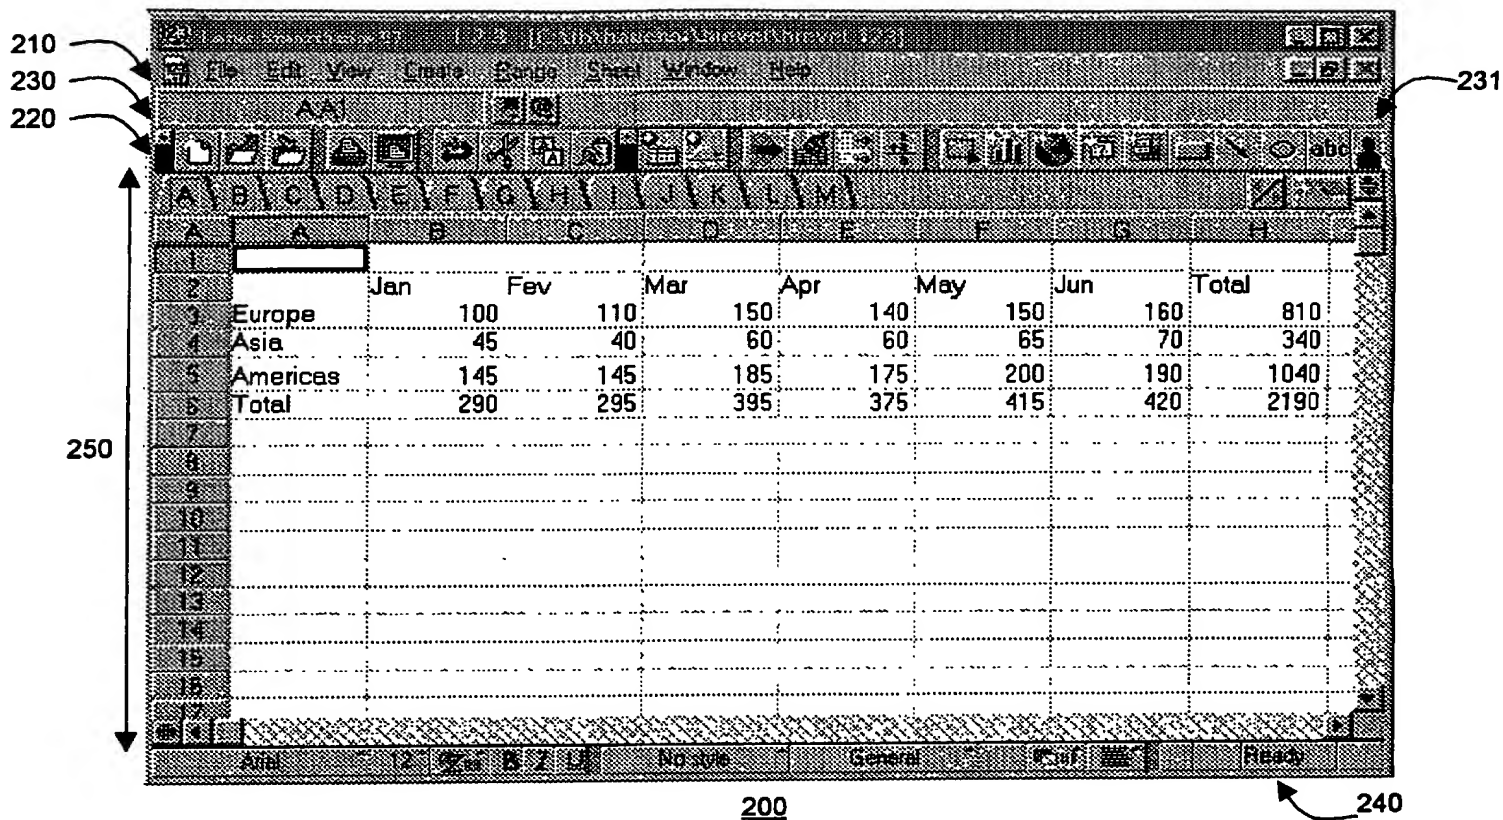 123
210
File Edit View Create Range Sheet Window Help
230
231
A:A1 @
220
abc
A B C D E F G H I J K L M
A A B C D E F G H
1
2 Jan Fev Mar Apr May Jun Total
3 Europe 100 110 150 140 150 160 810
4 Asia 45 40 60 60 65 70 340
5 Americas 145 145 185 175 200 190 1040
6 Total 290 295 395 375 415 420 2190
7
250
8
9
10
11
12
13
14
15
16
17
Arial 12 B I U No style General Ready
240
200